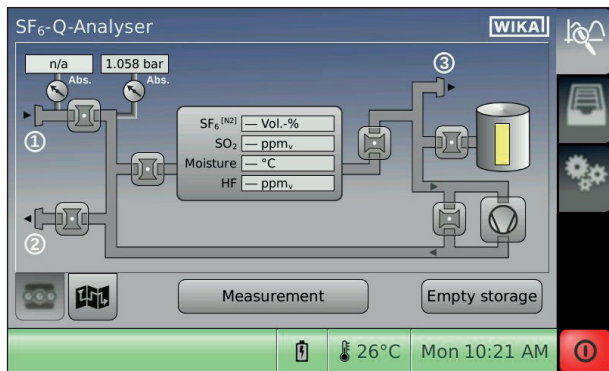 SF₆-Q-Analyser
WIKA
n/a
1.058 bar
Abs.
Abs.
③
①
SF₆ [N2] — Vol.-%
SO₂ — ppmᵥ
Moisture — °C
HF — ppmᵥ
②
Measurement
Empty storage
26°C
Mon 10:21 AM